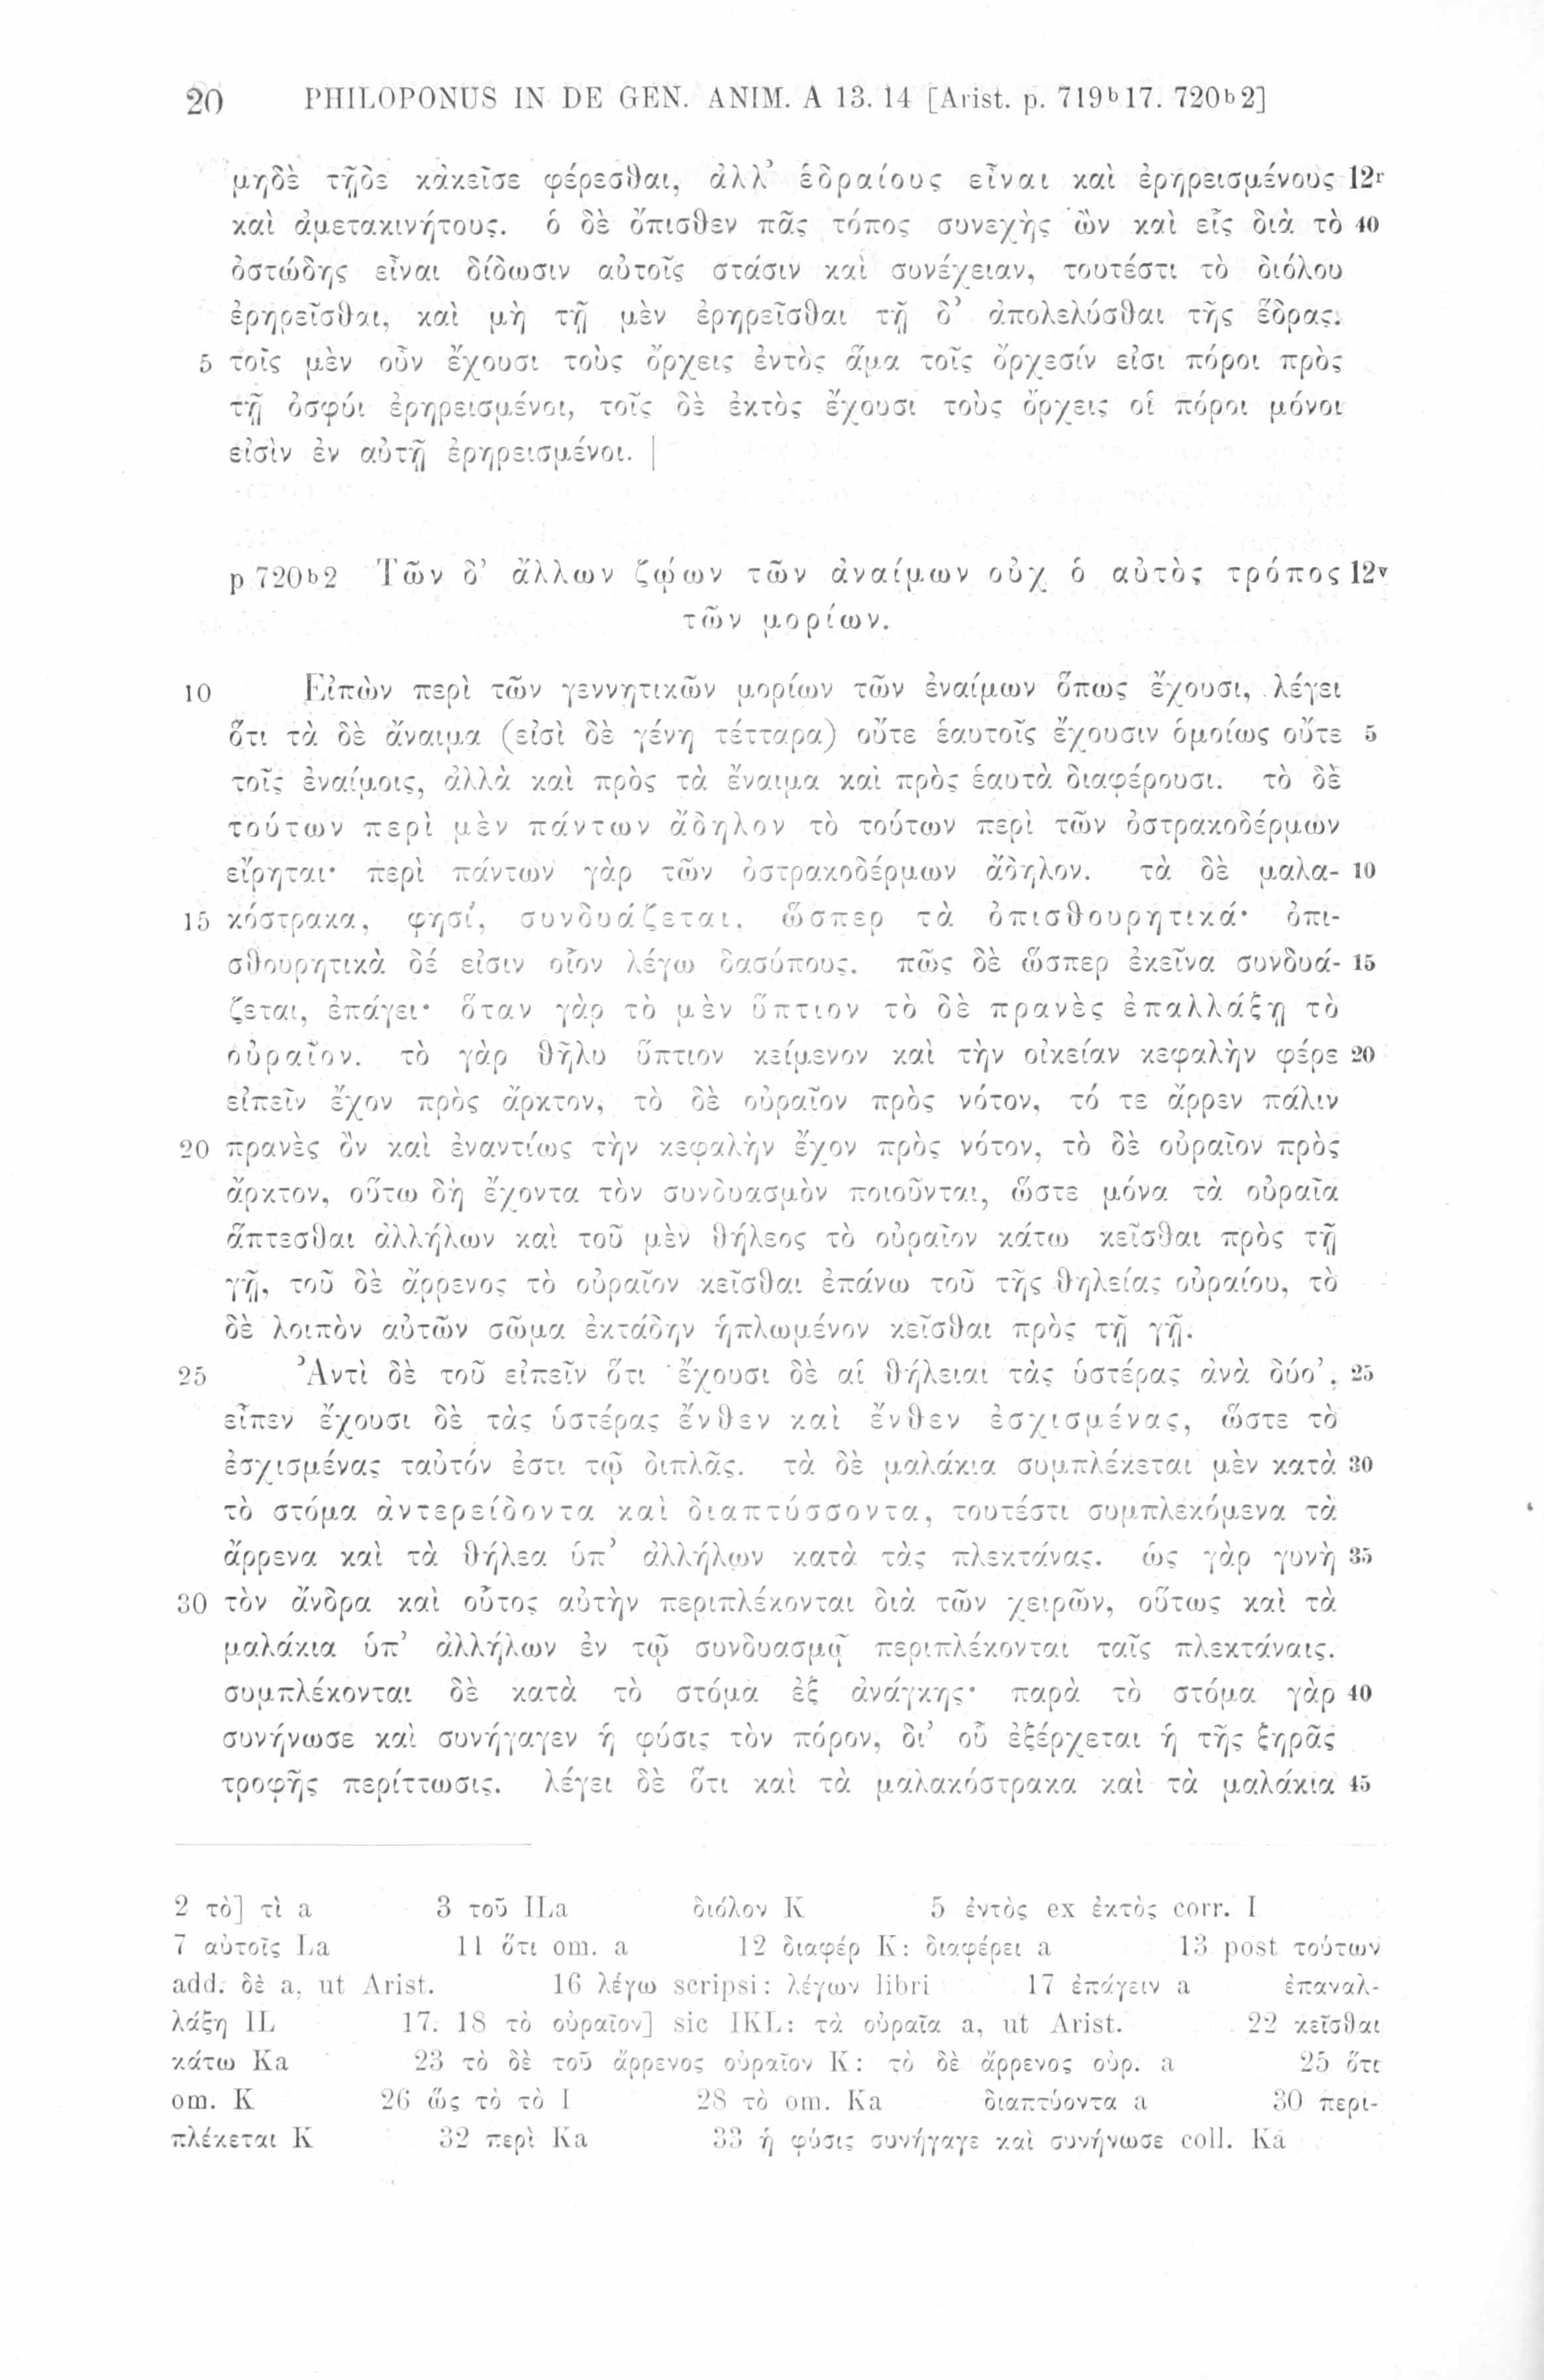 20 PHILOPONUS IN DE GEN. ANIM. A 13. 14 [Arist. p. 719ᵇ17. 720ᵇ2]
μηδὲ τῇδε κἀκεῖσε φέρεσθαι, ἀλλ’ ἑδραίους εἶναι καὶ ἐρηρεισμένους 12ʳ
καὶ ἀμετακινήτους. ὁ δὲ ὄπισθεν πᾶς τόπος συνεχὴς ὢν καὶ εἷς διὰ τὸ 40
ὀστώδης εἶναι δίδωσιν αὐτοῖς στάσιν καὶ συνέχειαν, τουτέστι τὸ διόλου
ἐρηρεῖσθαι, καὶ μὴ τῇ μὲν ἐρηρεῖσθαι τῇ δ’ ἀπολελύσθαι τῆς ἕδρας.
5 τοῖς μὲν οὖν ἔχουσι τοὺς ὄρχεις ἐντὸς ἅμα τοῖς ὄρχεσίν εἰσι πόροι πρὸς
τῇ ὀσφύι ἐρηρεισμένοι, τοῖς δὲ ἐκτὸς ἔχουσι τοὺς ὄρχεις οἱ πόροι μόνοι
εἰσὶν ἐν αὐτῇ ἐρηρεισμένοι. |
p 720ᵇ2 Τῶν δ’ ἄλλων ζῴων τῶν ἀναίμων οὐχ ὁ αὐτὸς τρόπος 12ᵛ
τῶν μορίων.
10 Εἰπὼν περὶ τῶν γεννητικῶν μορίων τῶν ἐναίμων ὅπως ἔχουσι, λέγει
ὅτι τὰ δὲ ἄναιμα (εἰσὶ δὲ γένη τέτταρα) οὔτε ἑαυτοῖς ἔχουσιν ὁμοίως οὔτε 5
τοῖς ἐναίμοις, ἀλλὰ καὶ πρὸς τὰ ἔναιμα καὶ πρὸς ἑαυτὰ διαφέρουσι. τὸ δὲ
τούτων περὶ μὲν πάντων ἄδηλον τὸ τούτων περὶ τῶν ὀστρακοδέρμων
εἴρηται· περὶ πάντων γὰρ τῶν ὀστρακοδέρμων ἄδηλον. τὰ δὲ μαλα- 10
15 κόστρακα, φησί, συνδυάζεται, ὥσπερ τὰ ὀπισθουρητικά· ὀπι-
σθουρητικὰ δέ εἰσιν οἷον λέγω δασύπους. πῶς δὲ ὥσπερ ἐκεῖνα συνδυά- 15
ζεται, ἐπάγει· ὅταν γὰρ τὸ μὲν ὕπτιον τὸ δὲ πρανὲς ἐπαλλάξῃ τὸ
οὐραῖον. τὸ γὰρ θῆλυ ὕπτιον κείμενον καὶ τὴν οἰκείαν κεφαλὴν φέρε 20
εἰπεῖν ἔχον πρὸς ἄρκτον, τὸ δὲ οὐραῖον πρὸς νότον, τό τε ἄρρεν πάλιν
20 πρανὲς ὂν καὶ ἐναντίως τὴν κεφαλὴν ἔχον πρὸς νότον, τὸ δὲ οὐραῖον πρὸς
ἄρκτον, οὕτω δὴ ἔχοντα τὸν συνδυασμὸν ποιοῦνται, ὥστε μόνα τὰ οὐραῖα
ἅπτεσθαι ἀλλήλων καὶ τοῦ μὲν θήλεος τὸ οὐραῖον κάτω κεῖσθαι πρὸς τῇ
γῇ, τοῦ δὲ ἄρρενος τὸ οὐραῖον κεῖσθαι ἐπάνω τοῦ τῆς θηλείας οὐραίου, τὸ
δὲ λοιπὸν αὐτῶν σῶμα ἐκτάδην ἡπλωμένον κεῖσθαι πρὸς τῇ γῇ.
25 Ἀντὶ δὲ τοῦ εἰπεῖν ὅτι ‘ἔχουσι δὲ αἱ θήλειαι τὰς ὑστέρας ἀνὰ δύο’, 25
εἶπεν ἔχουσι δὲ τὰς ὑστέρας ἔνθεν καὶ ἔνθεν ἐσχισμένας, ὥστε τὸ
ἐσχισμένας ταὐτόν ἐστι τῷ διπλᾶς. τὰ δὲ μαλάκια συμπλέκεται μὲν κατὰ 30
τὸ στόμα ἀντερείδοντα καὶ διαπτύσσοντα, τουτέστι συμπλεκόμενα τὰ
ἄρρενα καὶ τὰ θήλεα ὑπ’ ἀλλήλων κατὰ τὰς πλεκτάνας. ὡς γὰρ γυνὴ 35
30 τὸν ἄνδρα καὶ οὗτος αὐτὴν περιπλέκονται διὰ τῶν χειρῶν, οὕτως καὶ τὰ
μαλάκια ὑπ’ ἀλλήλων ἐν τῷ συνδυασμῷ περιπλέκονται ταῖς πλεκτάναις.
συμπλέκονται δὲ κατὰ τὸ στόμα ἐξ ἀνάγκης· παρὰ τὸ στόμα γὰρ 40
συνήνωσε καὶ συνήγαγεν ἡ φύσις τὸν πόρον, δι’ οὗ ἐξέρχεται ἡ τῆς ξηρᾶς
τροφῆς περίττωσις. λέγει δὲ ὅτι καὶ τὰ μαλακόστρακα καὶ τὰ μαλάκια 45
2 τὸ] τὶ a 3 τοῦ ILa διόλον K 5 ἐντὸς ex ἐκτὸς corr. I
7 αὐτοῖς La 11 ὅτι om. a 12 διαφέρ K: διαφέρει a 13 post τούτων
add. δὲ a, ut Arist. 16 λέγω scripsi: λέγων libri 17 ἐπάγειν a ἐπαναλ-
λάξῃ IL 17. 18 τὸ οὐραῖον] sic IKL: τὰ οὐραῖα a, ut Arist. 22 κεῖσθαι
κάτω Ka 23 τὸ δὲ τοῦ ἄρρενος οὐραῖον K: τὸ δὲ ἄρρενος οὐρ. a 25 ὅτι
om. K 26 ὥς τὸ τὸ I 28 τὸ om. Ka διαπτύοντα a 30 περι-
πλέκεται K 32 περὶ Ka 33 ἡ φύσις συνήγαγε καὶ συνήνωσε coll. Ka